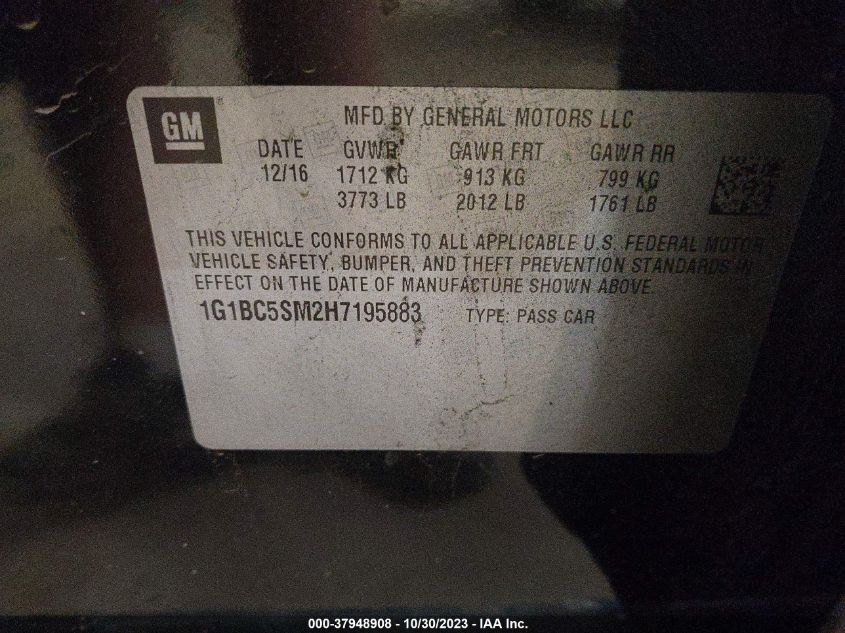 GM
MFD BY GENERAL MOTORS LLC
DATE GVWR GAWR FRT GAWR RR
12/16 1712 KG 913 KG 799 KG
3773 LB 2012 LB 1761 LB
THIS VEHICLE CONFORMS TO ALL APPLICABLE U.S. FEDERAL MOTOR
VEHICLE SAFETY, BUMPER, AND THEFT PREVENTION STANDARDS IN
EFFECT ON THE DATE OF MANUFACTURE SHOWN ABOVE.
1G1BC5SM2H7195883 TYPE: PASS CAR
000-37948908 - 10/30/2023 - IAA Inc.